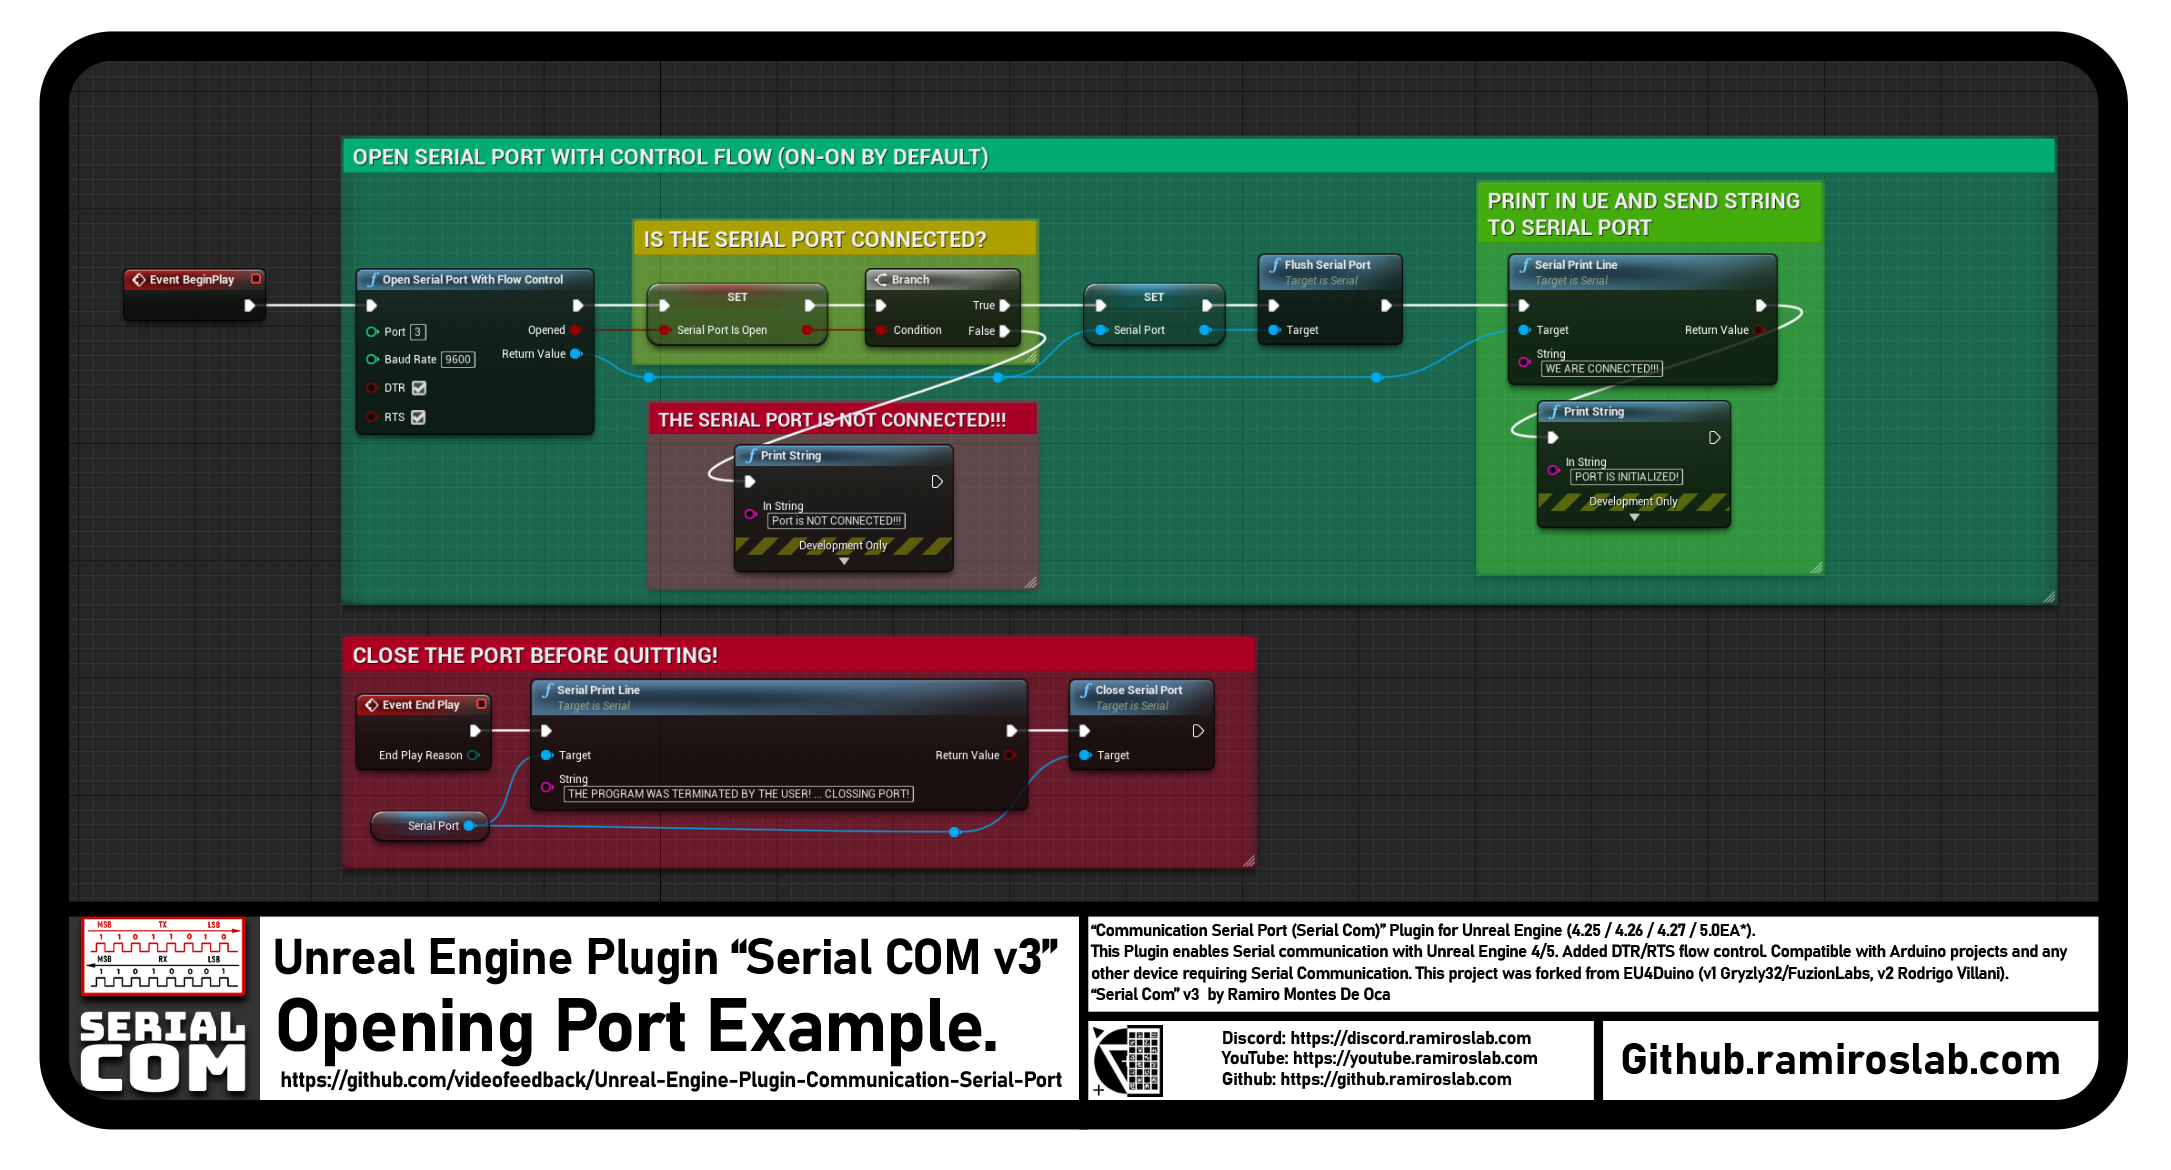 OPEN SERIAL PORT WITH CONTROL FLOW (ON-ON BY DEFAULT)
PRINT IN UE AND SEND STRING
TO SERIAL PORT
IS THE SERIAL PORT CONNECTED?
Event BeginPlay
Open Serial Port With Flow Control
Port 3
Opened
Baud Rate 9600
Return Value
DTR
RTS
SET
Serial Port Is Open
Branch
True
Condition
False
SET
Serial Port
Flush Serial Port
Target is Serial
Target
Serial Print Line
Target is Serial
Target
Return Value
String
WE ARE CONNECTED!!!
Print String
In String
PORT IS INITIALIZED!
Development Only
THE SERIAL PORT IS NOT CONNECTED!!!
Print String
In String
Port is NOT CONNECTED!!!
Development Only
CLOSE THE PORT BEFORE QUITTING!
Event End Play
End Play Reason
Serial Port
Serial Print Line
Target is Serial
Target
Return Value
String
THE PROGRAM WAS TERMINATED BY THE USER! ... CLOSSING PORT!
Close Serial Port
Target is Serial
Target
MSB TX LSB
1 1 0 1 1 0 1 0
MSB RX LSB
1 1 0 1 0 0 0 1
SERIAL
COM
Unreal Engine Plugin “Serial COM v3”
Opening Port Example.
https://github.com/videofeedback/Unreal-Engine-Plugin-Communication-Serial-Port
“Communication Serial Port (Serial Com)” Plugin for Unreal Engine (4.25 / 4.26 / 4.27 / 5.0EA*).
This Plugin enables Serial communication with Unreal Engine 4/5. Added DTR/RTS flow control. Compatible with Arduino projects and any
other device requiring Serial Communication. This project was forked from EU4Duino (v1 Gryzly32/FuzionLabs, v2 Rodrigo Villani).
“Serial Com” v3 by Ramiro Montes De Oca
Discord: https://discord.ramiroslab.com
YouTube: https://youtube.ramiroslab.com
Github: https://github.ramiroslab.com
Github.ramiroslab.com